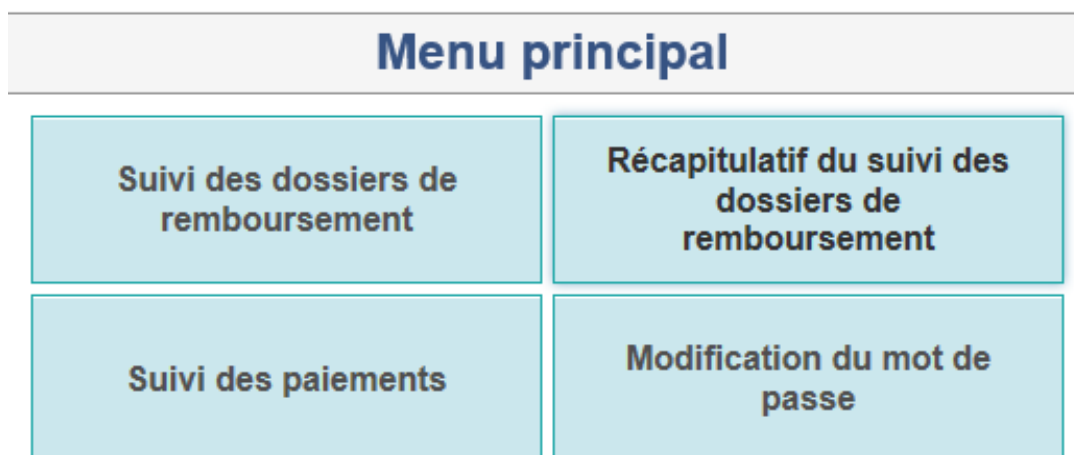 Menu principal
Suivi des dossiers de
remboursement
Récapitulatif du suivi des
dossiers de
remboursement
Suivi des paiements
Modification du mot de
passe